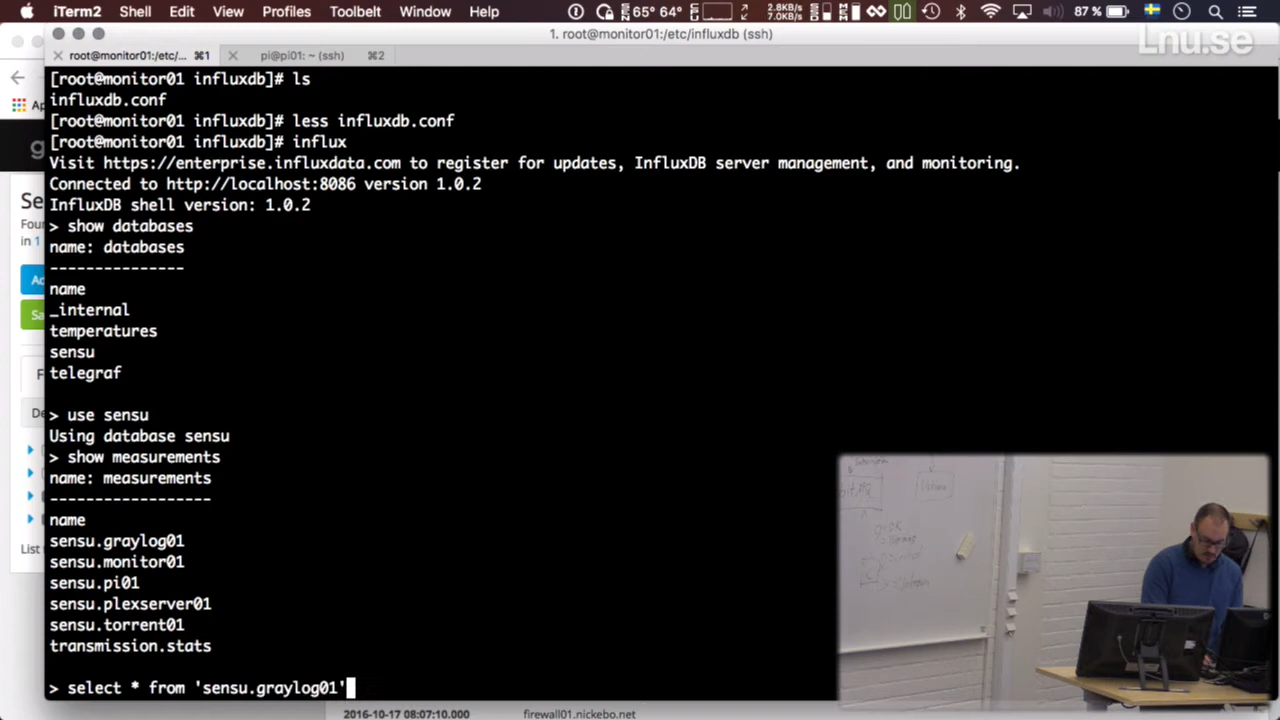 iTerm2 Shell Edit View Profiles Toolbelt Window Help 65° 64° 2.8KB/s 7.0KB/s 87 %
1. root@monitor01:/etc/influxdb (ssh)
root@monitor01:/etc/... ⌘1 pi@pi01: ~ (ssh) ⌘2
Lnu.se
[root@monitor01 influxdb]# ls
influxdb.conf
[root@monitor01 influxdb]# less influxdb.conf
[root@monitor01 influxdb]# influx
Visit https://enterprise.influxdata.com to register for updates, InfluxDB server management, and monitoring.
Connected to http://localhost:8086 version 1.0.2
InfluxDB shell version: 1.0.2
> show databases
name: databases
---------------
name
_internal
temperatures
sensu
telegraf
> use sensu
Using database sensu
> show measurements
name: measurements
------------------
name
sensu.graylog01
sensu.monitor01
sensu.pi01
sensu.plexserver01
sensu.torrent01
transmission.stats
> select * from 'sensu.graylog01'
2016-10-17 08:07:10.000 firewall01.nickebo.net